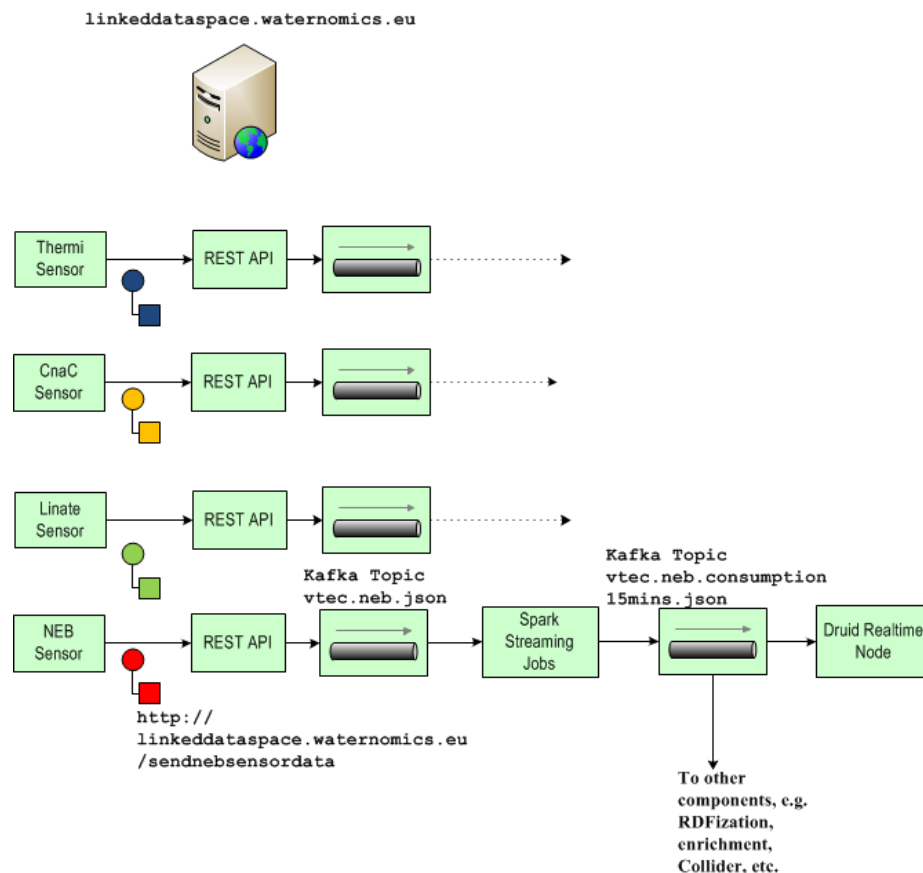 linkeddataspace.waternomics.eu
Thermi
Sensor
REST API
CnaC
Sensor
REST API
Linate
Sensor
REST API
Kafka Topic
vtec.neb.json
Kafka Topic
vtec.neb.consumption
15mins.json
NEB
Sensor
REST API
Spark
Streaming
Jobs
Druid Realtime
Node
http://
linkeddataspace.waternomics.eu
/sendnebsensordata
To other
components, e.g.
RDFization,
enrichment,
Collider, etc.